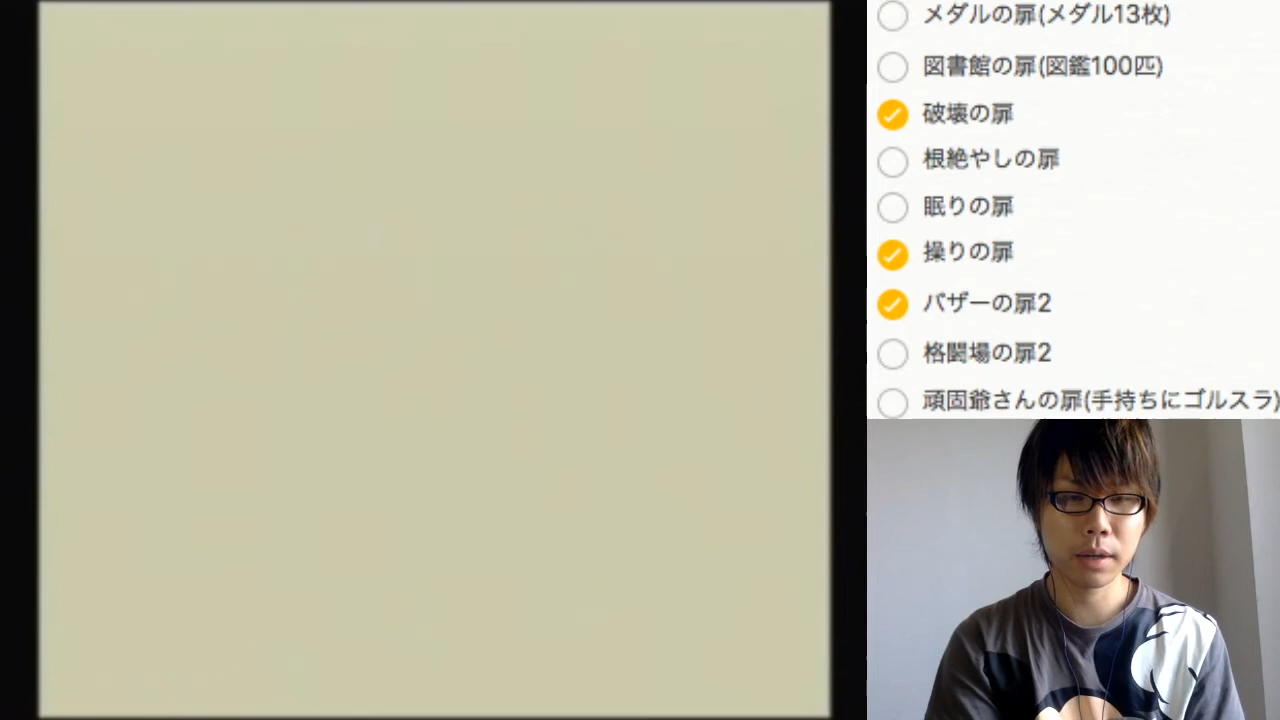 メダルの扉(メダル13枚)
図書館の扉(図鑑100匹)
破壊の扉
根絶やしの扉
眠りの扉
操りの扉
バザーの扉2
格闘場の扉2
頑固爺さんの扉(手持ちにゴルスラ)